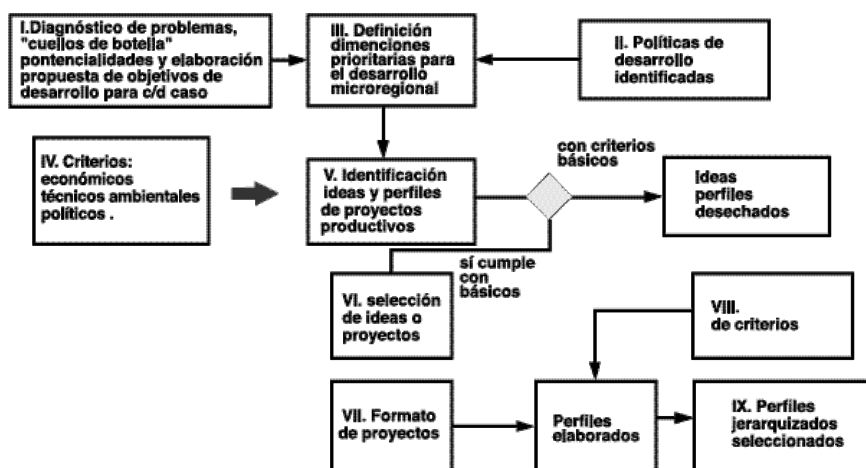 I.Diagnóstico de problemas,
"cuellos de botella"
pontencialidades y elaboración
propuesta de objetivos de
desarrollo para c/d caso
III. Definición
dimenciones
prioritarias para
el desarrollo
microregional
II. Políticas de
desarrollo
identificadas
IV. Criterios:
económicos
técnicos ambientales
políticos .
V. Identificación
ideas y perfiles
de proyectos
productivos
con criterios
básicos
Ideas
perfiles
desechados
sí cumple
con
básicos
VI. selección
de ideas o
proyectos
VIII.
de criterios
VII. Formato
de proyectos
Perfiles
elaborados
IX. Perfiles
jerarquizados
seleccionados